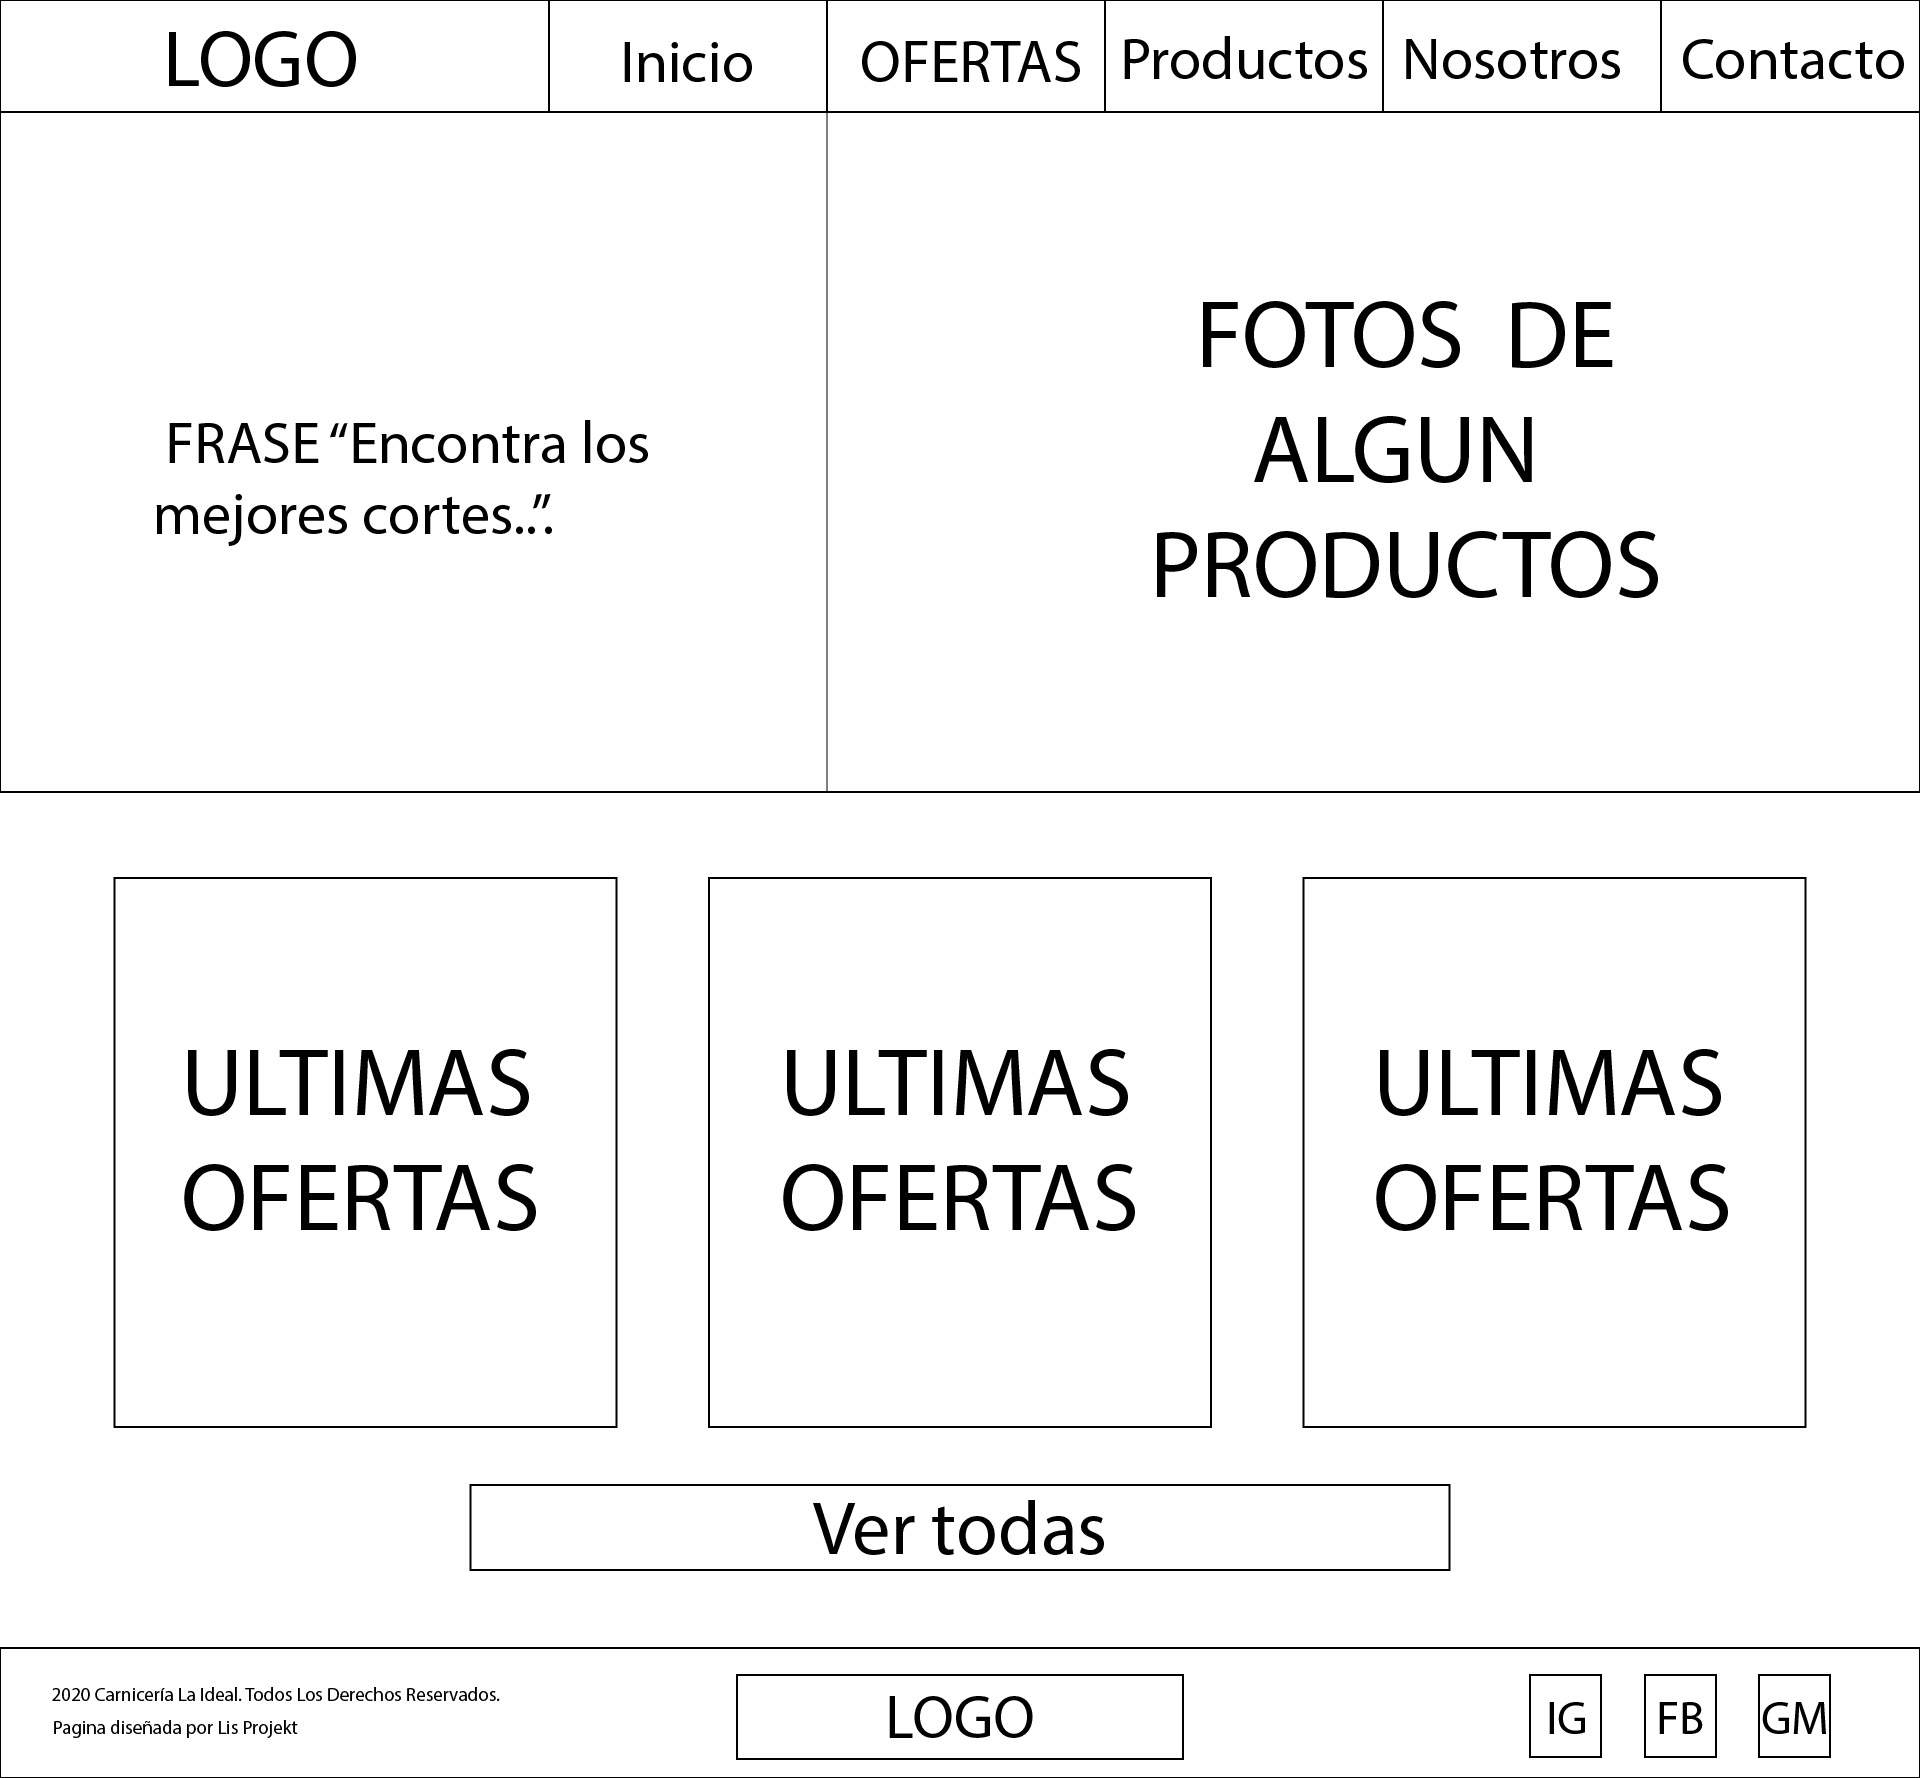 LOGO
Inicio
OFERTAS
Productos
Nosotros
Contacto
FRASE “Encontra los
mejores cortes..”.
FOTOS DE
ALGUN
PRODUCTOS
ULTIMAS
OFERTAS
ULTIMAS
OFERTAS
ULTIMAS
OFERTAS
Ver todas
2020 Carnicería La Ideal. Todos Los Derechos Reservados.
Pagina diseñada por Lis Projekt
LOGO
IG
FB
GM